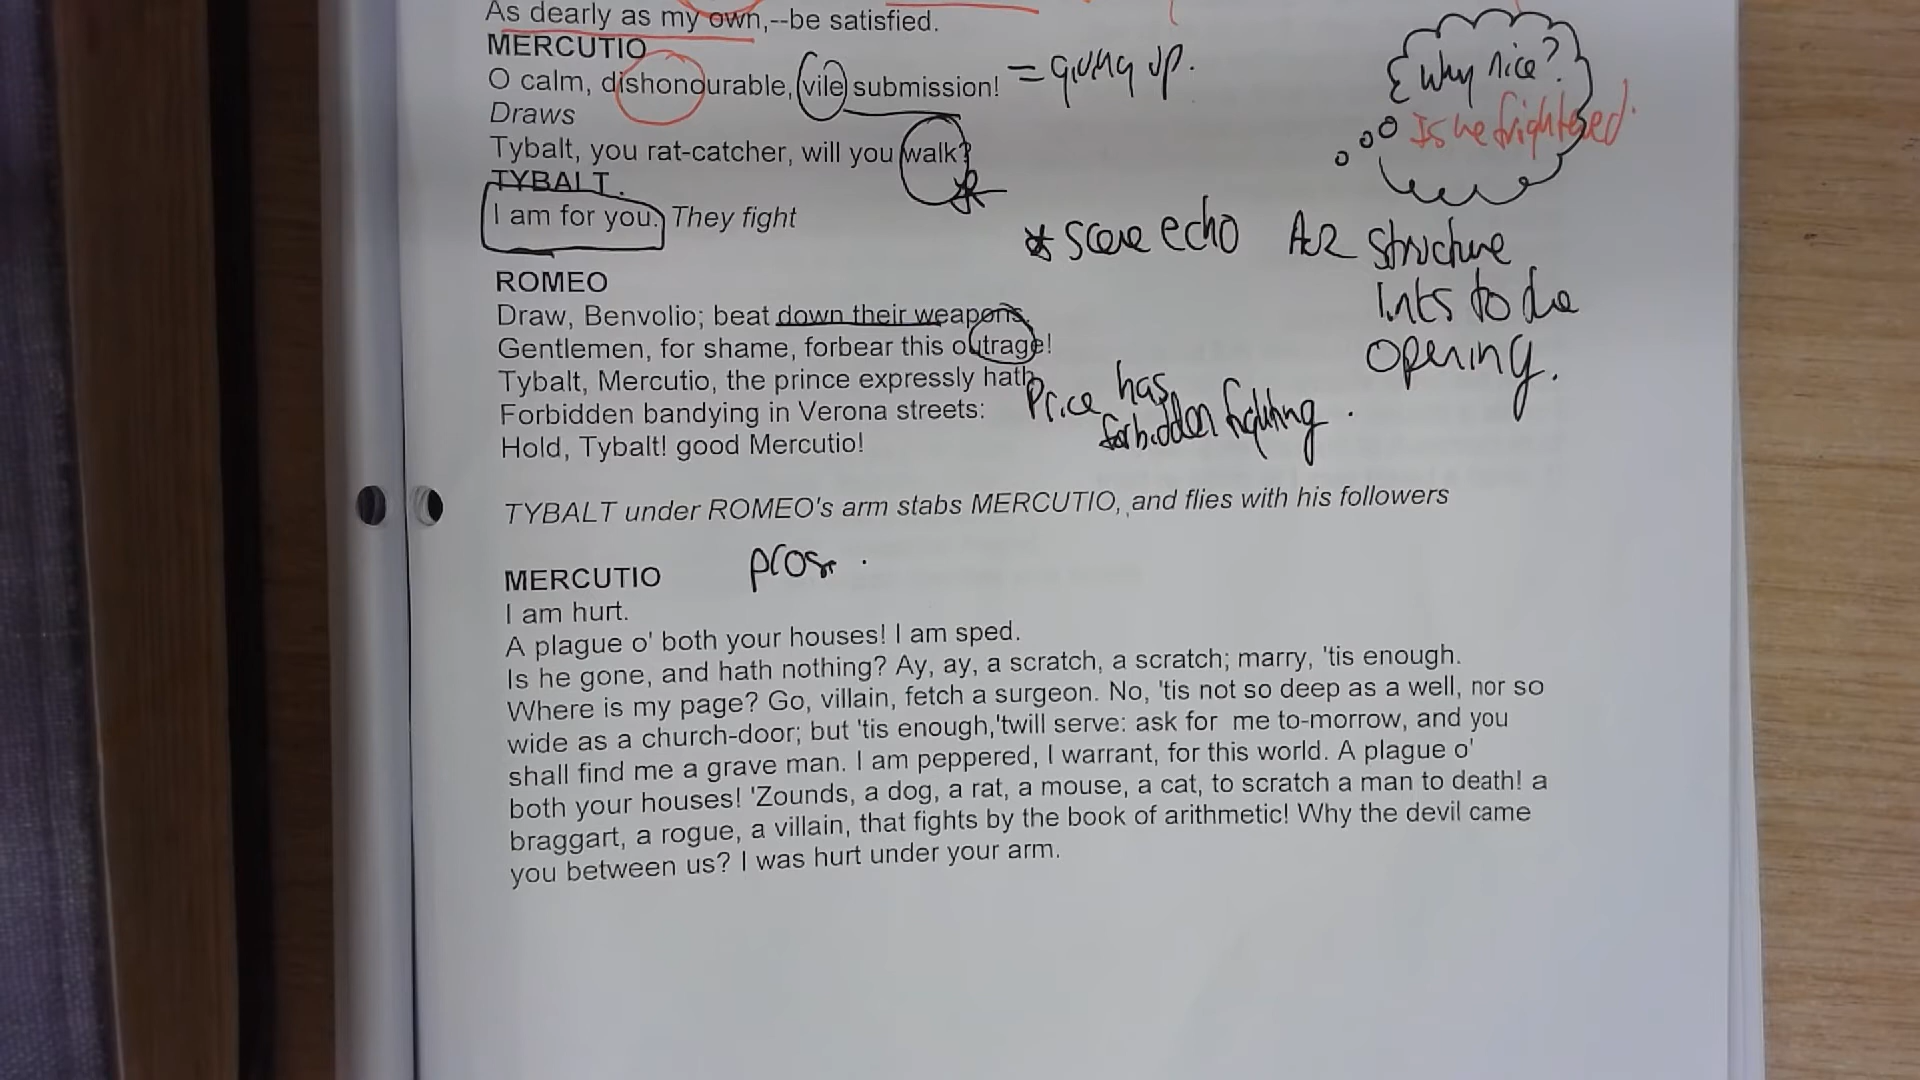 As dearly as my own,--be satisfied.
MERCUTIO
O calm, dishonourable, vile submission! = giving up.
Why nice?
Is he frightened.
Draws
Tybalt, you rat-catcher, will you walk?
TYBALT.
I am for you. They fight
* Scene echo
A02 structure
links to the
opening.
ROMEO
Draw, Benvolio; beat down their weapons.
Gentlemen, for shame, forbear this outrage!
Tybalt, Mercutio, the prince expressly hath
Forbidden bandying in Verona streets:
Hold, Tybalt! good Mercutio!
Price has
forbidden fighting.
TYBALT under ROMEO's arm stabs MERCUTIO, and flies with his followers
MERCUTIO prose.
I am hurt.
A plague o' both your houses! I am sped.
Is he gone, and hath nothing? Ay, ay, a scratch, a scratch; marry, 'tis enough.
Where is my page? Go, villain, fetch a surgeon. No, 'tis not so deep as a well, nor so
wide as a church-door; but 'tis enough,'twill serve: ask for me to-morrow, and you
shall find me a grave man. I am peppered, I warrant, for this world. A plague o'
both your houses! 'Zounds, a dog, a rat, a mouse, a cat, to scratch a man to death! a
braggart, a rogue, a villain, that fights by the book of arithmetic! Why the devil came
you between us? I was hurt under your arm.